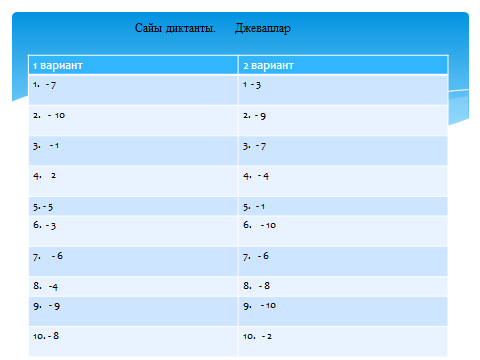 Сайы диктанты. Джеваплар
1 вариант 2 вариант
1. - 7 1 - 3
2. - 10 2. - 9
3. - 1 3. - 7
4. 2 4. - 4
5. - 5 5. - 1
6. - 3 6. - 10
7. - 6 7. - 6
8. -4 8. - 8
9. - 9 9. - 10
10. - 8 10. - 2